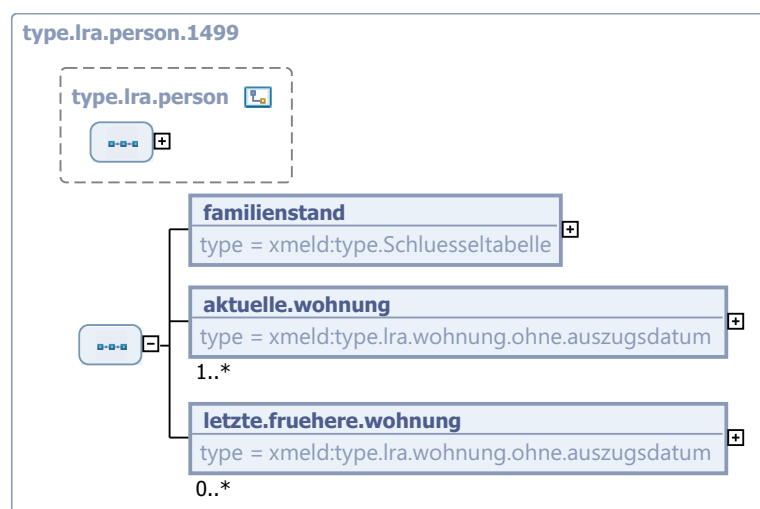 type.lra.person.1499
type.lra.person
familienstand
type = xmeld:type.Schluesseltabelle
aktuelle.wohnung
type = xmeld:type.lra.wohnung.ohne.auszugsdatum
1..*
letzte.fruehere.wohnung
type = xmeld:type.lra.wohnung.ohne.auszugsdatum
0..*